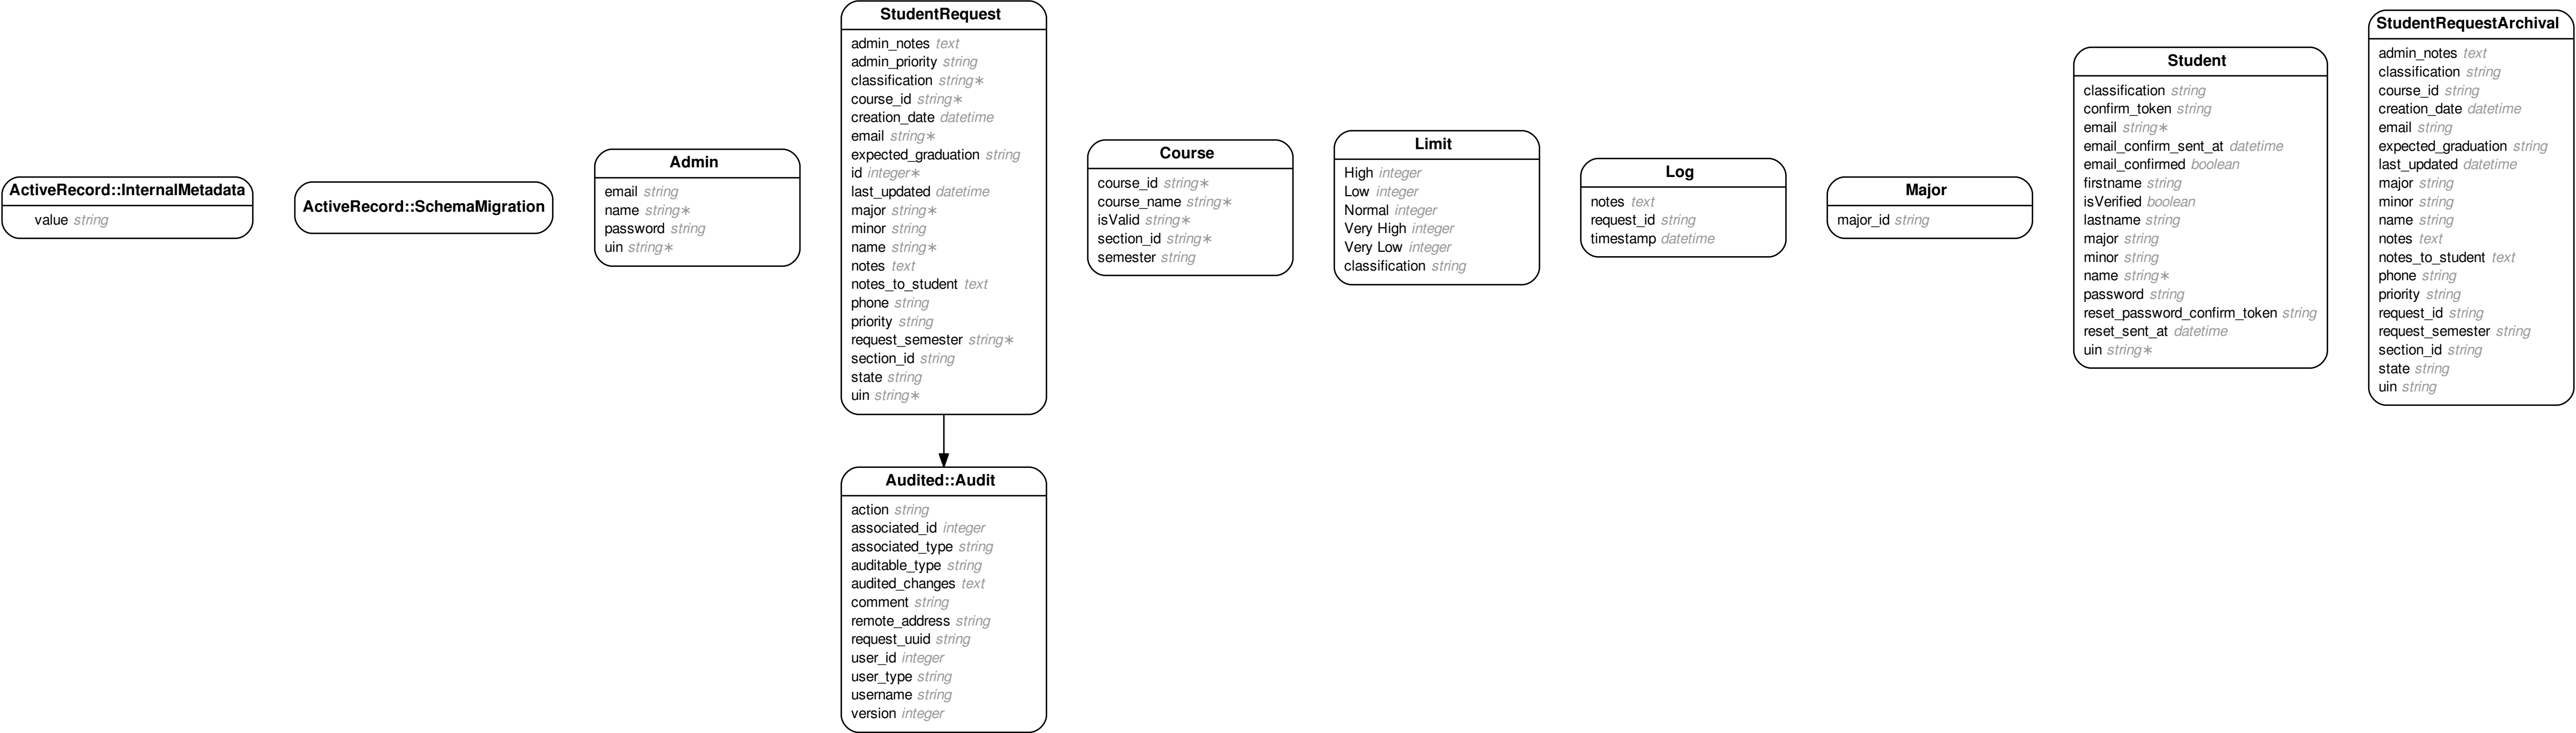 ActiveRecord::InternalMetadata
value string
ActiveRecord::SchemaMigration
Admin
email string
name string∗
password string
uin string∗
StudentRequest
admin_notes text
admin_priority string
classification string∗
course_id string∗
creation_date datetime
email string∗
expected_graduation string
id integer∗
last_updated datetime
major string∗
minor string
name string∗
notes text
notes_to_student text
phone string
priority string
request_semester string∗
section_id string
state string
uin string∗
Audited::Audit
action string
associated_id integer
associated_type string
auditable_type string
audited_changes text
comment string
remote_address string
request_uuid string
user_id integer
user_type string
username string
version integer
Course
course_id string∗
course_name string∗
isValid string∗
section_id string∗
semester string
Limit
High integer
Low integer
Normal integer
Very High integer
Very Low integer
classification string
Log
notes text
request_id string
timestamp datetime
Major
major_id string
Student
classification string
confirm_token string
email string∗
email_confirm_sent_at datetime
email_confirmed boolean
firstname string
isVerified boolean
lastname string
major string
minor string
name string∗
password string
reset_password_confirm_token string
reset_sent_at datetime
uin string∗
StudentRequestArchival
admin_notes text
classification string
course_id string
creation_date datetime
email string
expected_graduation string
last_updated datetime
major string
minor string
name string
notes text
notes_to_student text
phone string
priority string
request_id string
request_semester string
section_id string
state string
uin string